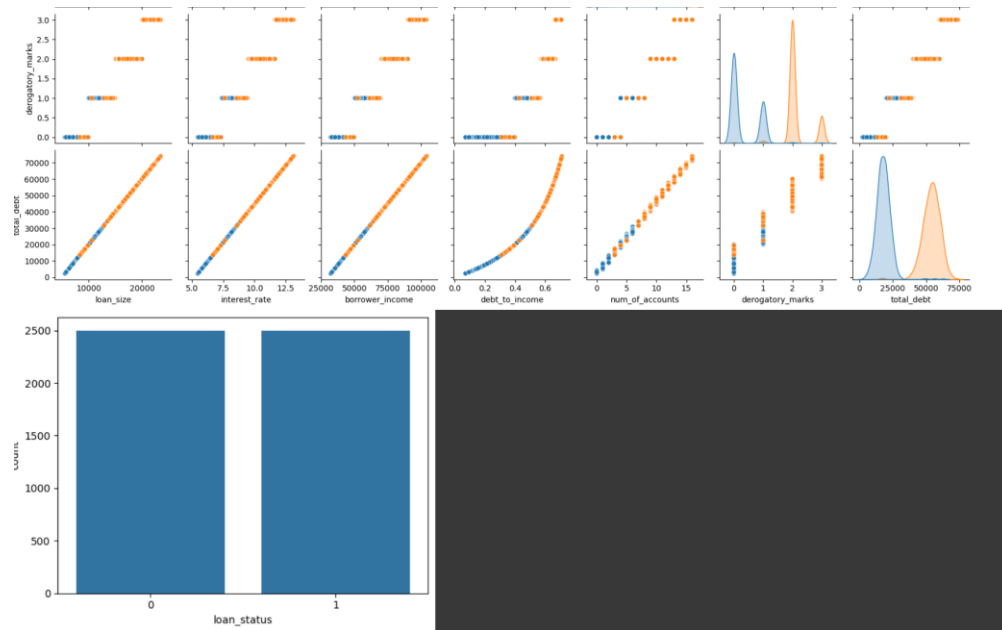 derogatory_marks
3.0
2.5
2.0
1.5
1.0
0.5
0.0
total_debt
70000
60000
50000
40000
30000
20000
10000
0
10000 20000
loan_size
7.5 10.0 12.5
interest_rate
25000 50000 75000 100000
borrower_income
0.0 0.2 0.4 0.6
debt_to_income
0 5 10 15
num_of_accounts
0 1 2 3
derogatory_marks
0 25000 50000 75000
total_debt
count
2500
2000
1500
1000
500
0
0 1
loan_status